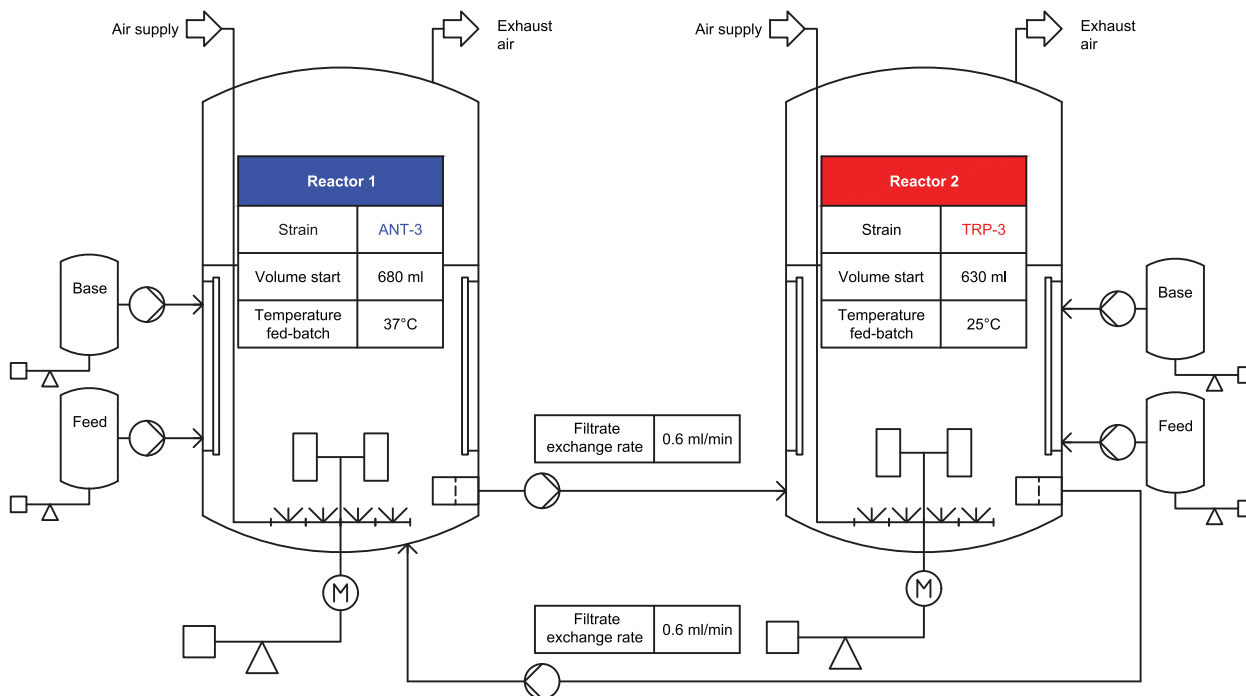 Air supply
Exhaust
air
Air supply
Exhaust
air
Reactor 1
Strain
ANT-3
Volume start
680 ml
Temperature
fed-batch
37°C
Reactor 2
Strain
TRP-3
Volume start
630 ml
Temperature
fed-batch
25°C
Base
Feed
Base
Feed
Filtrate
exchange rate
0.6 ml/min
M
M
Filtrate
exchange rate
0.6 ml/min